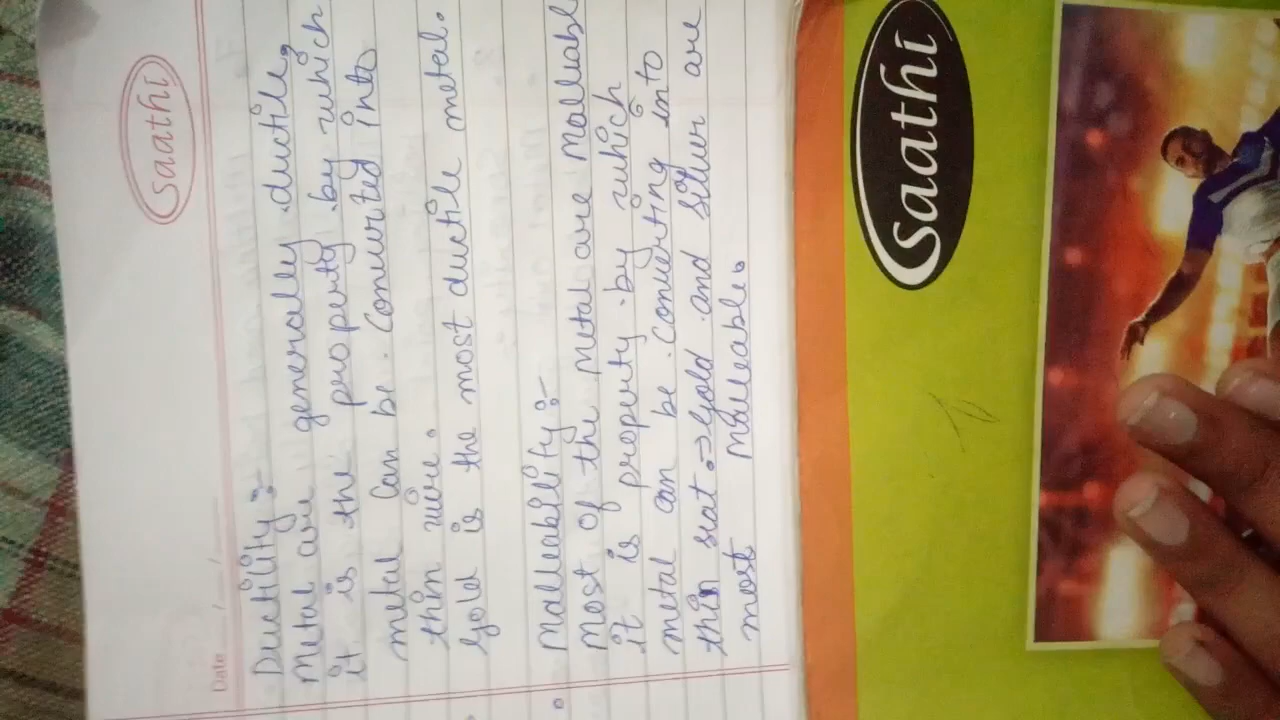 Saathi
Date / /
Ductility :-
Metal are generally ductile,
it is the property by which
metal can be converted into
thin wire.
Gold is the most ductile metal.
Malleability :-
Most of the metal are malleabl
it is property by which
metal can be converting into
thin seat. → Gold and silver are
most malleable.
Saathi